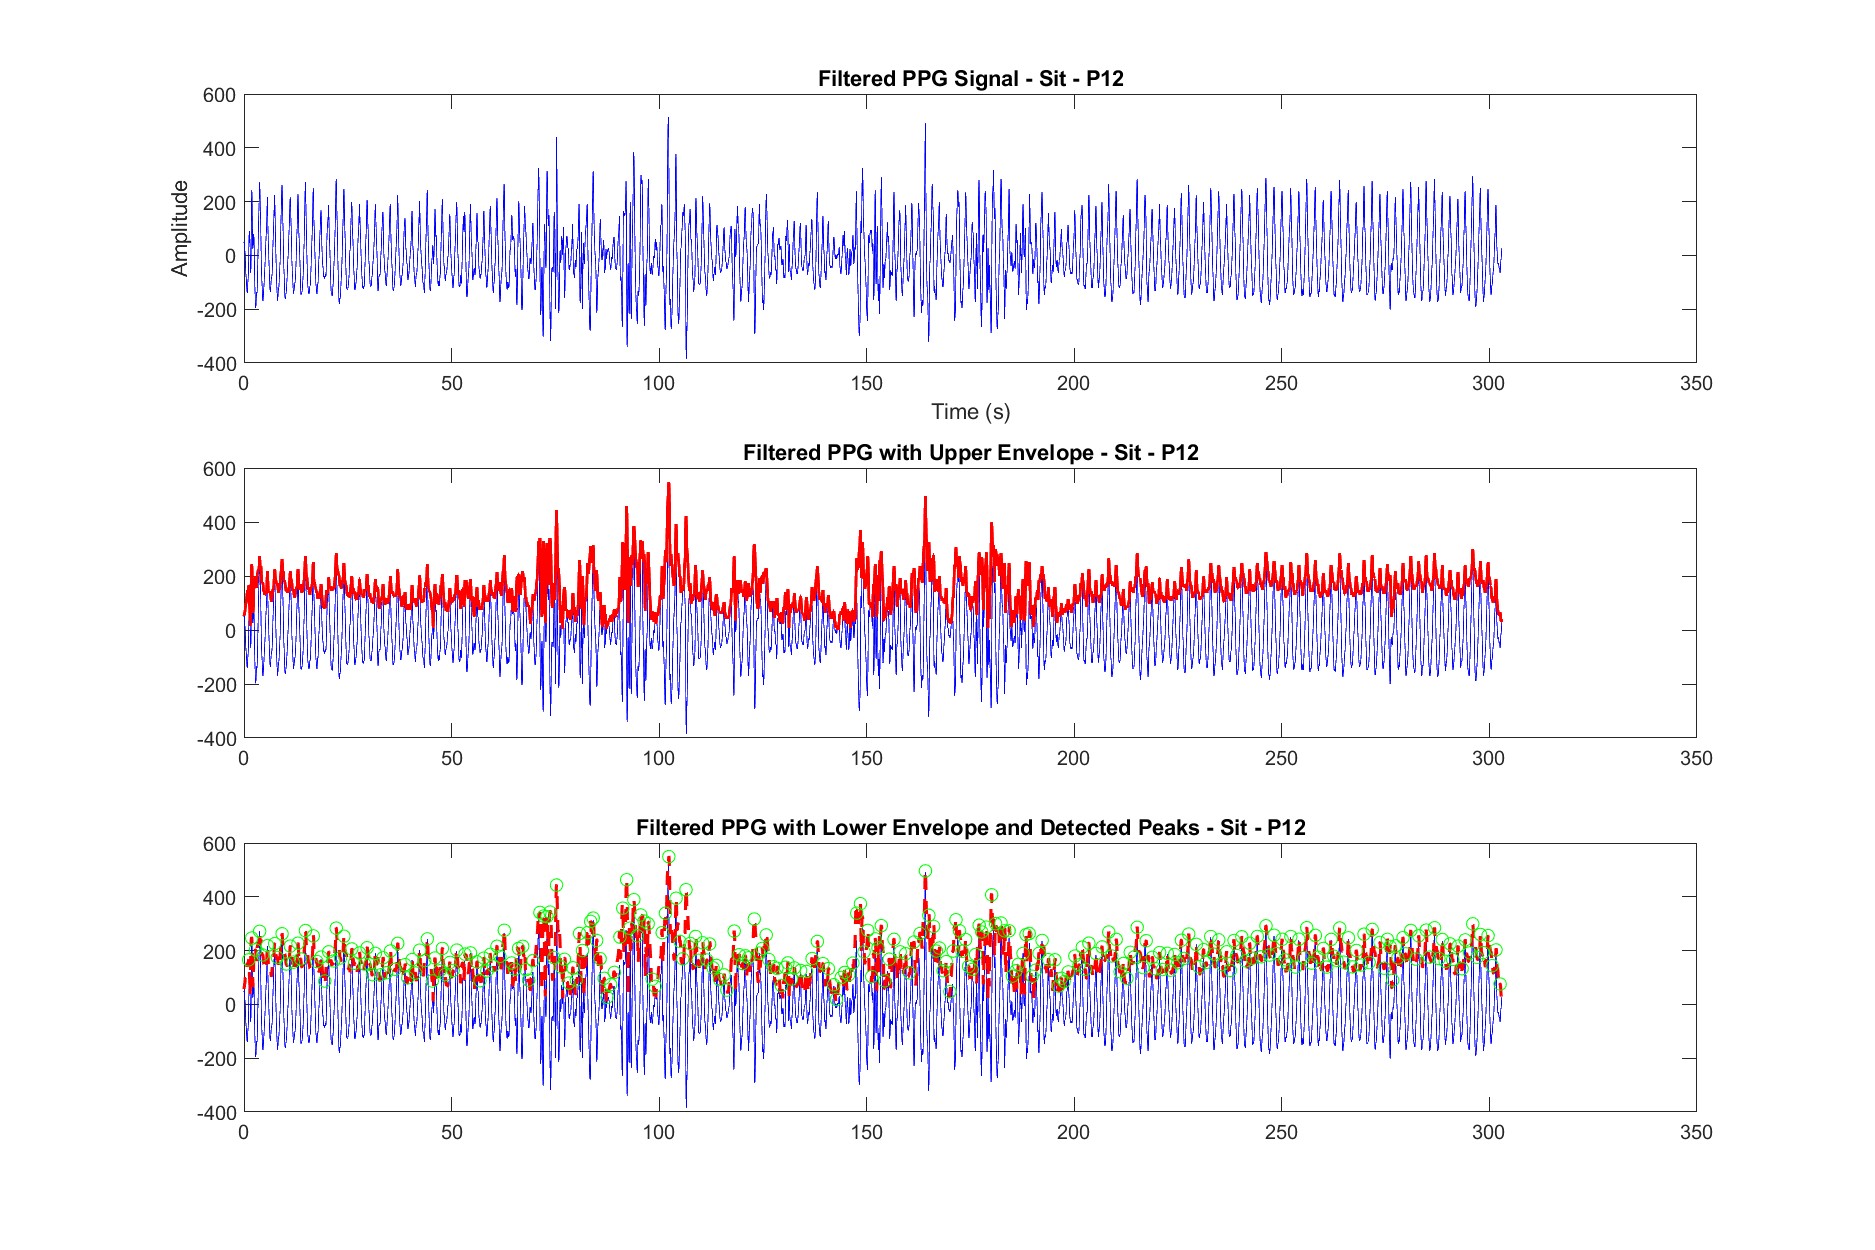 Filtered PPG Signal - Sit - P12
600
400
200
0
-200
-400
Amplitude
0 50 100 150 200 250 300 350
Time (s)
Filtered PPG with Upper Envelope - Sit - P12
600
400
200
0
-200
-400
0 50 100 150 200 250 300 350
Filtered PPG with Lower Envelope and Detected Peaks - Sit - P12
600
400
200
0
-200
-400
0 50 100 150 200 250 300 350